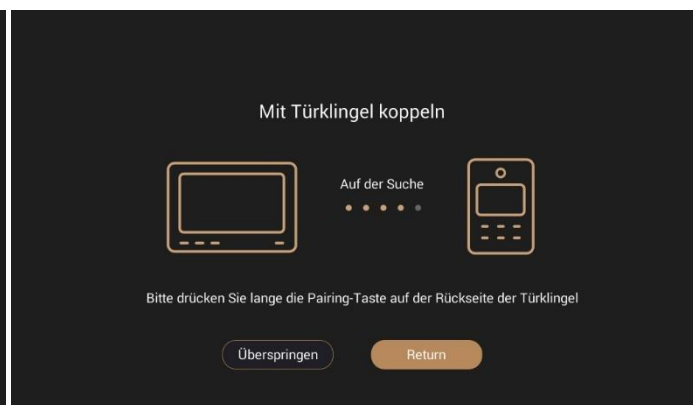 Mit Türklingel koppeln
Auf der Suche
Bitte drücken Sie lange die Pairing-Taste auf der Rückseite der Türklingel
Überspringen
Return